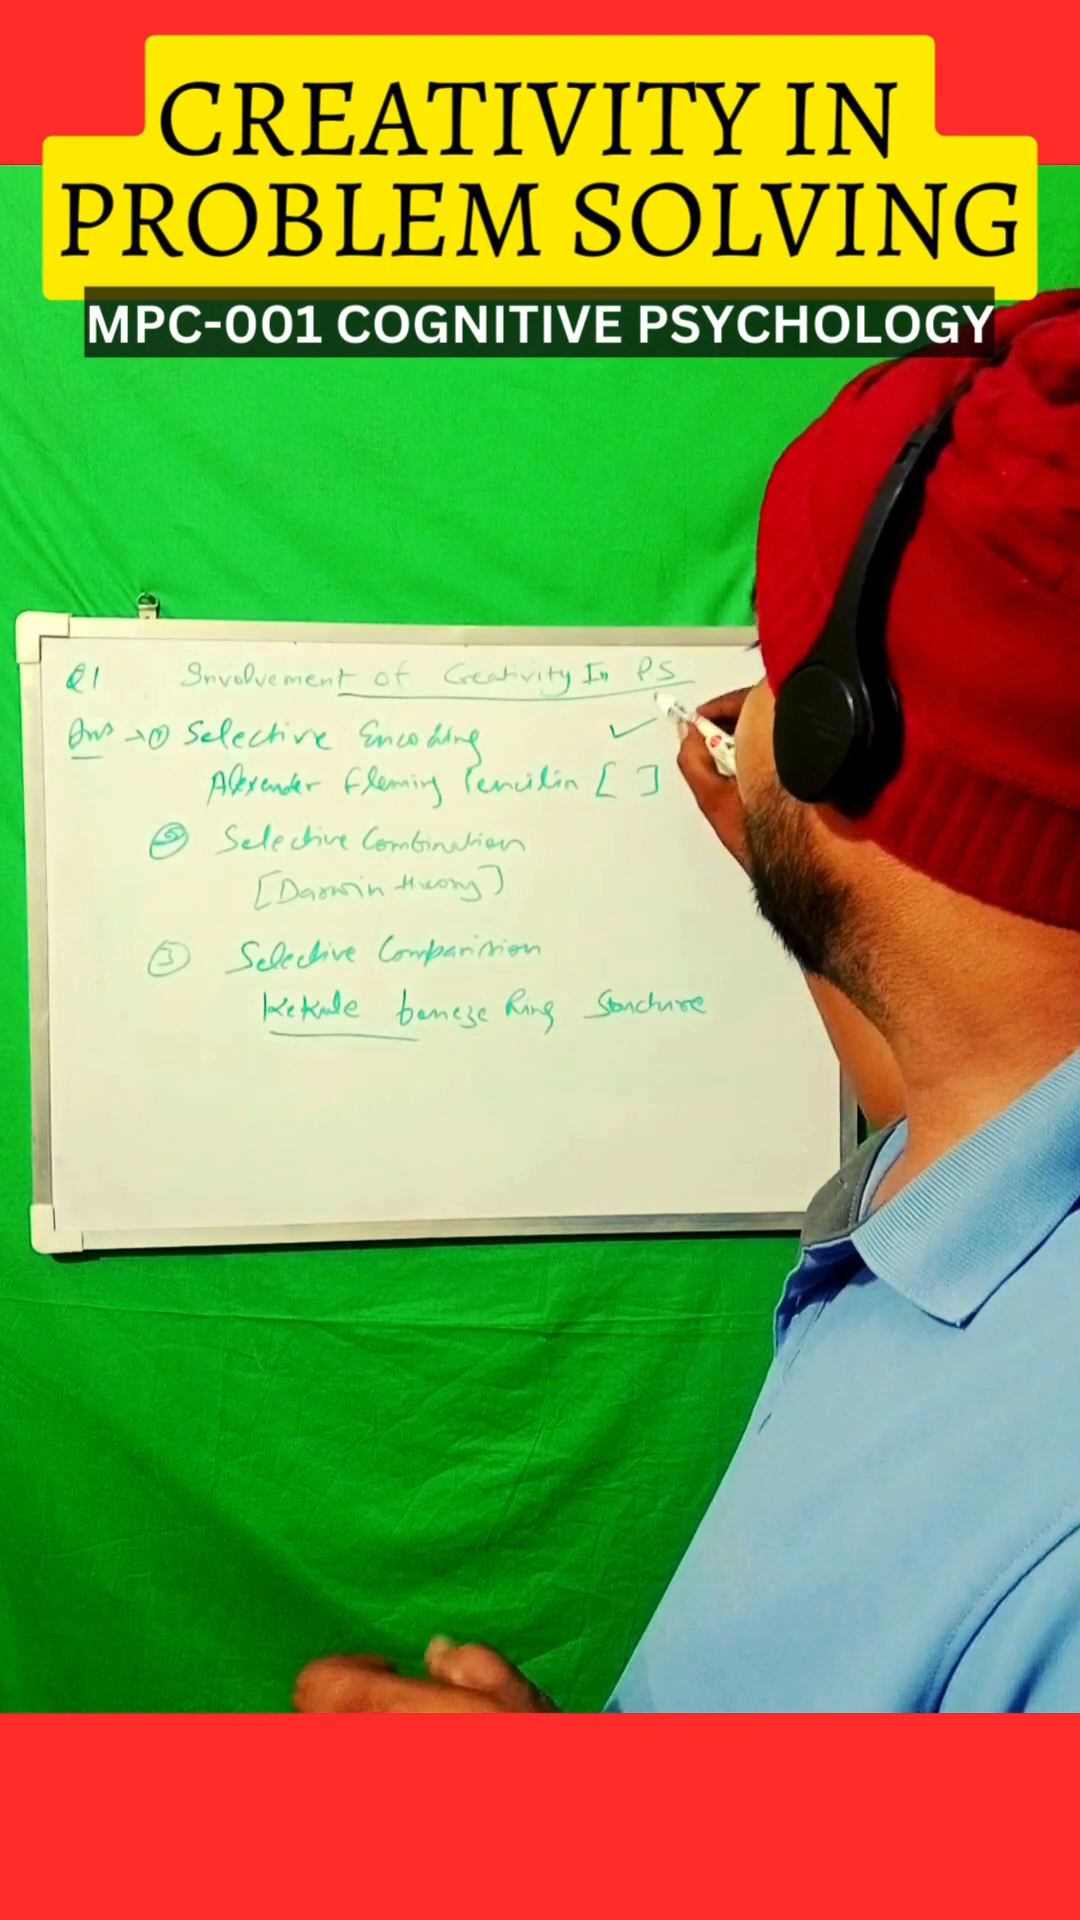 CREATIVITY IN
PROBLEM SOLVING
MPC-001 COGNITIVE PSYCHOLOGY
Q1 Involvement of Creativity In PS
Ans → ① Selective Encoding
Alexender Fleming Pencilin [ ]
② Selective Combination
[Darwin theory]
③ Selective Comparision
Kekule beneze Ring Structure